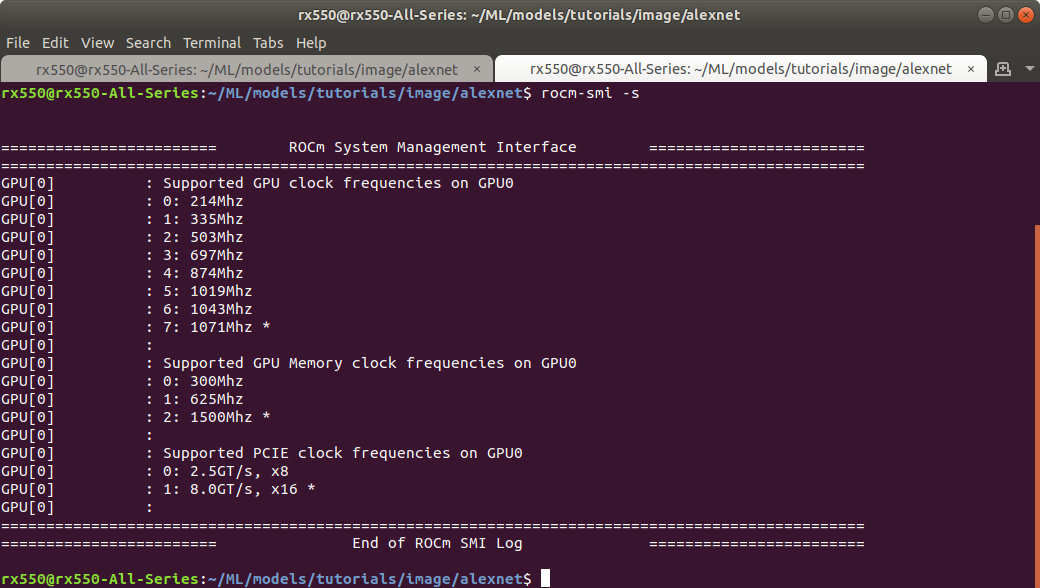 rx550@rx550-All-Series: ~/ML/models/tutorials/image/alexnet
File Edit View Search Terminal Tabs Help
rx550@rx550-All-Series: ~/ML/models/tutorials/image/alexnet × rx550@rx550-All-Series: ~/ML/models/tutorials/image/alexnet ×
rx550@rx550-All-Series:~/ML/models/tutorials/image/alexnet$ rocm-smi -s
======================== ROCm System Management Interface ========================
================================================================================================
GPU[0] : Supported GPU clock frequencies on GPU0
GPU[0] : 0: 214Mhz
GPU[0] : 1: 335Mhz
GPU[0] : 2: 503Mhz
GPU[0] : 3: 697Mhz
GPU[0] : 4: 874Mhz
GPU[0] : 5: 1019Mhz
GPU[0] : 6: 1043Mhz
GPU[0] : 7: 1071Mhz *
GPU[0] :
GPU[0] : Supported GPU Memory clock frequencies on GPU0
GPU[0] : 0: 300Mhz
GPU[0] : 1: 625Mhz
GPU[0] : 2: 1500Mhz *
GPU[0] :
GPU[0] : Supported PCIE clock frequencies on GPU0
GPU[0] : 0: 2.5GT/s, x8
GPU[0] : 1: 8.0GT/s, x16 *
GPU[0] :
================================================================================================
======================== End of ROCm SMI Log ========================
rx550@rx550-All-Series:~/ML/models/tutorials/image/alexnet$